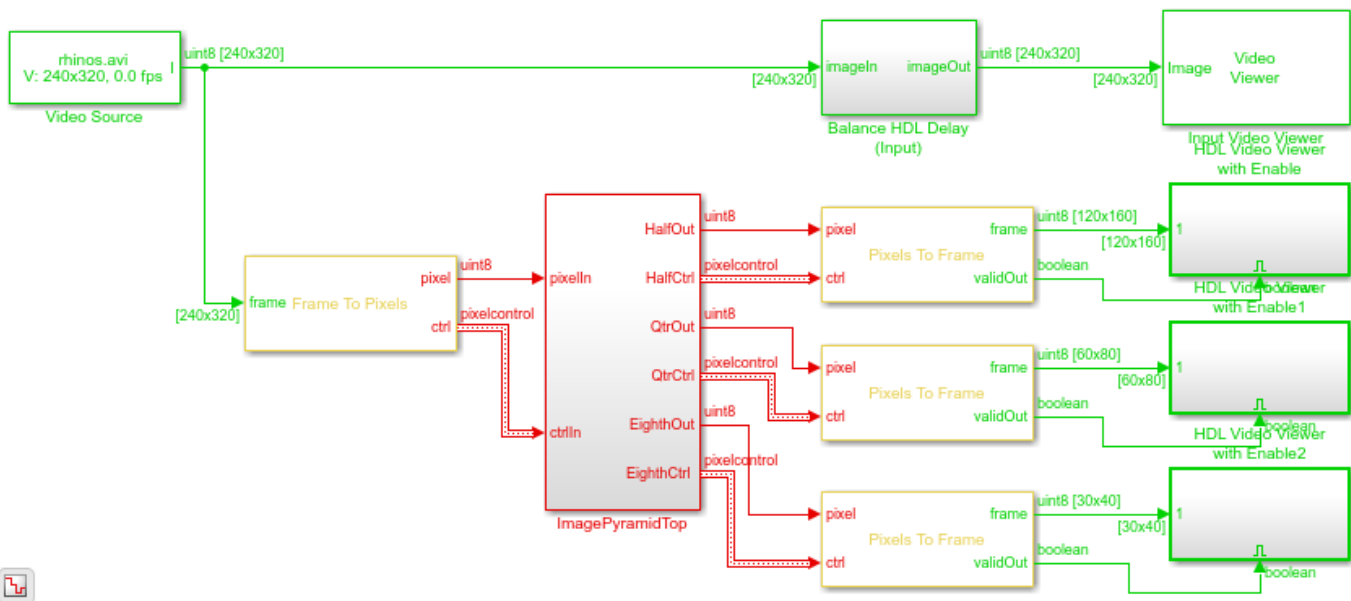 rhinos.avi
V: 240x320, 0.0 fps
I
Video Source
uint8 [240x320]
[240x320]
imageIn
imageOut
Balance HDL Delay
(Input)
uint8 [240x320]
[240x320]
Image
Video
Viewer
Input Video Viewer
[240x320]
frame
Frame To Pixels
pixel
ctrl
uint8
pixelcontrol
pixelIn
ctrlIn
HalfOut
HalfCtrl
QtrOut
QtrCtrl
EighthOut
EighthCtrl
ImagePyramidTop
uint8
pixelcontrol
uint8
pixelcontrol
uint8
pixelcontrol
pixel
ctrl
Pixels To Frame
frame
validOut
uint8 [120x160]
[120x160]
boolean
HDL Video Viewer
with Enable
1
boolean
pixel
ctrl
Pixels To Frame
frame
validOut
uint8 [60x80]
[60x80]
boolean
HDL Video Viewer
with Enable1
1
boolean
pixel
ctrl
Pixels To Frame
frame
validOut
uint8 [30x40]
[30x40]
boolean
HDL Video Viewer
with Enable2
1
boolean